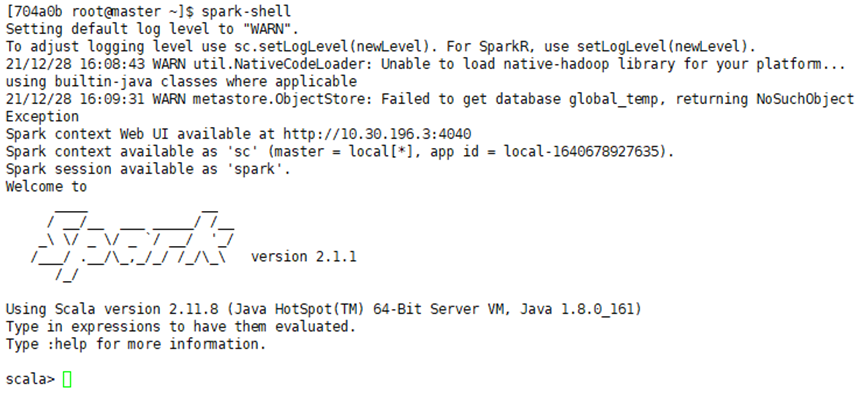 [704a0b root@master ~]$ spark-shell
Setting default log level to "WARN".
To adjust logging level use sc.setLogLevel(newLevel). For SparkR, use setLogLevel(newLevel).
21/12/28 16:08:43 WARN util.NativeCodeLoader: Unable to load native-hadoop library for your platform...
using builtin-java classes where applicable
21/12/28 16:09:31 WARN metastore.ObjectStore: Failed to get database global_temp, returning NoSuchObject
Exception
Spark context Web UI available at http://10.30.196.3:4040
Spark context available as 'sc' (master = local[*], app id = local-1640678927635).
Spark session available as 'spark'.
Welcome to
      ____              __
     / __/__  ___ _____/ /__
    _\ \/ _ \/ _ `/ __/  '_/
   /___/ .__/\_,_/_/ /_/\_\   version 2.1.1
      /_/
Using Scala version 2.11.8 (Java HotSpot(TM) 64-Bit Server VM, Java 1.8.0_161)
Type in expressions to have them evaluated.
Type :help for more information.
scala>